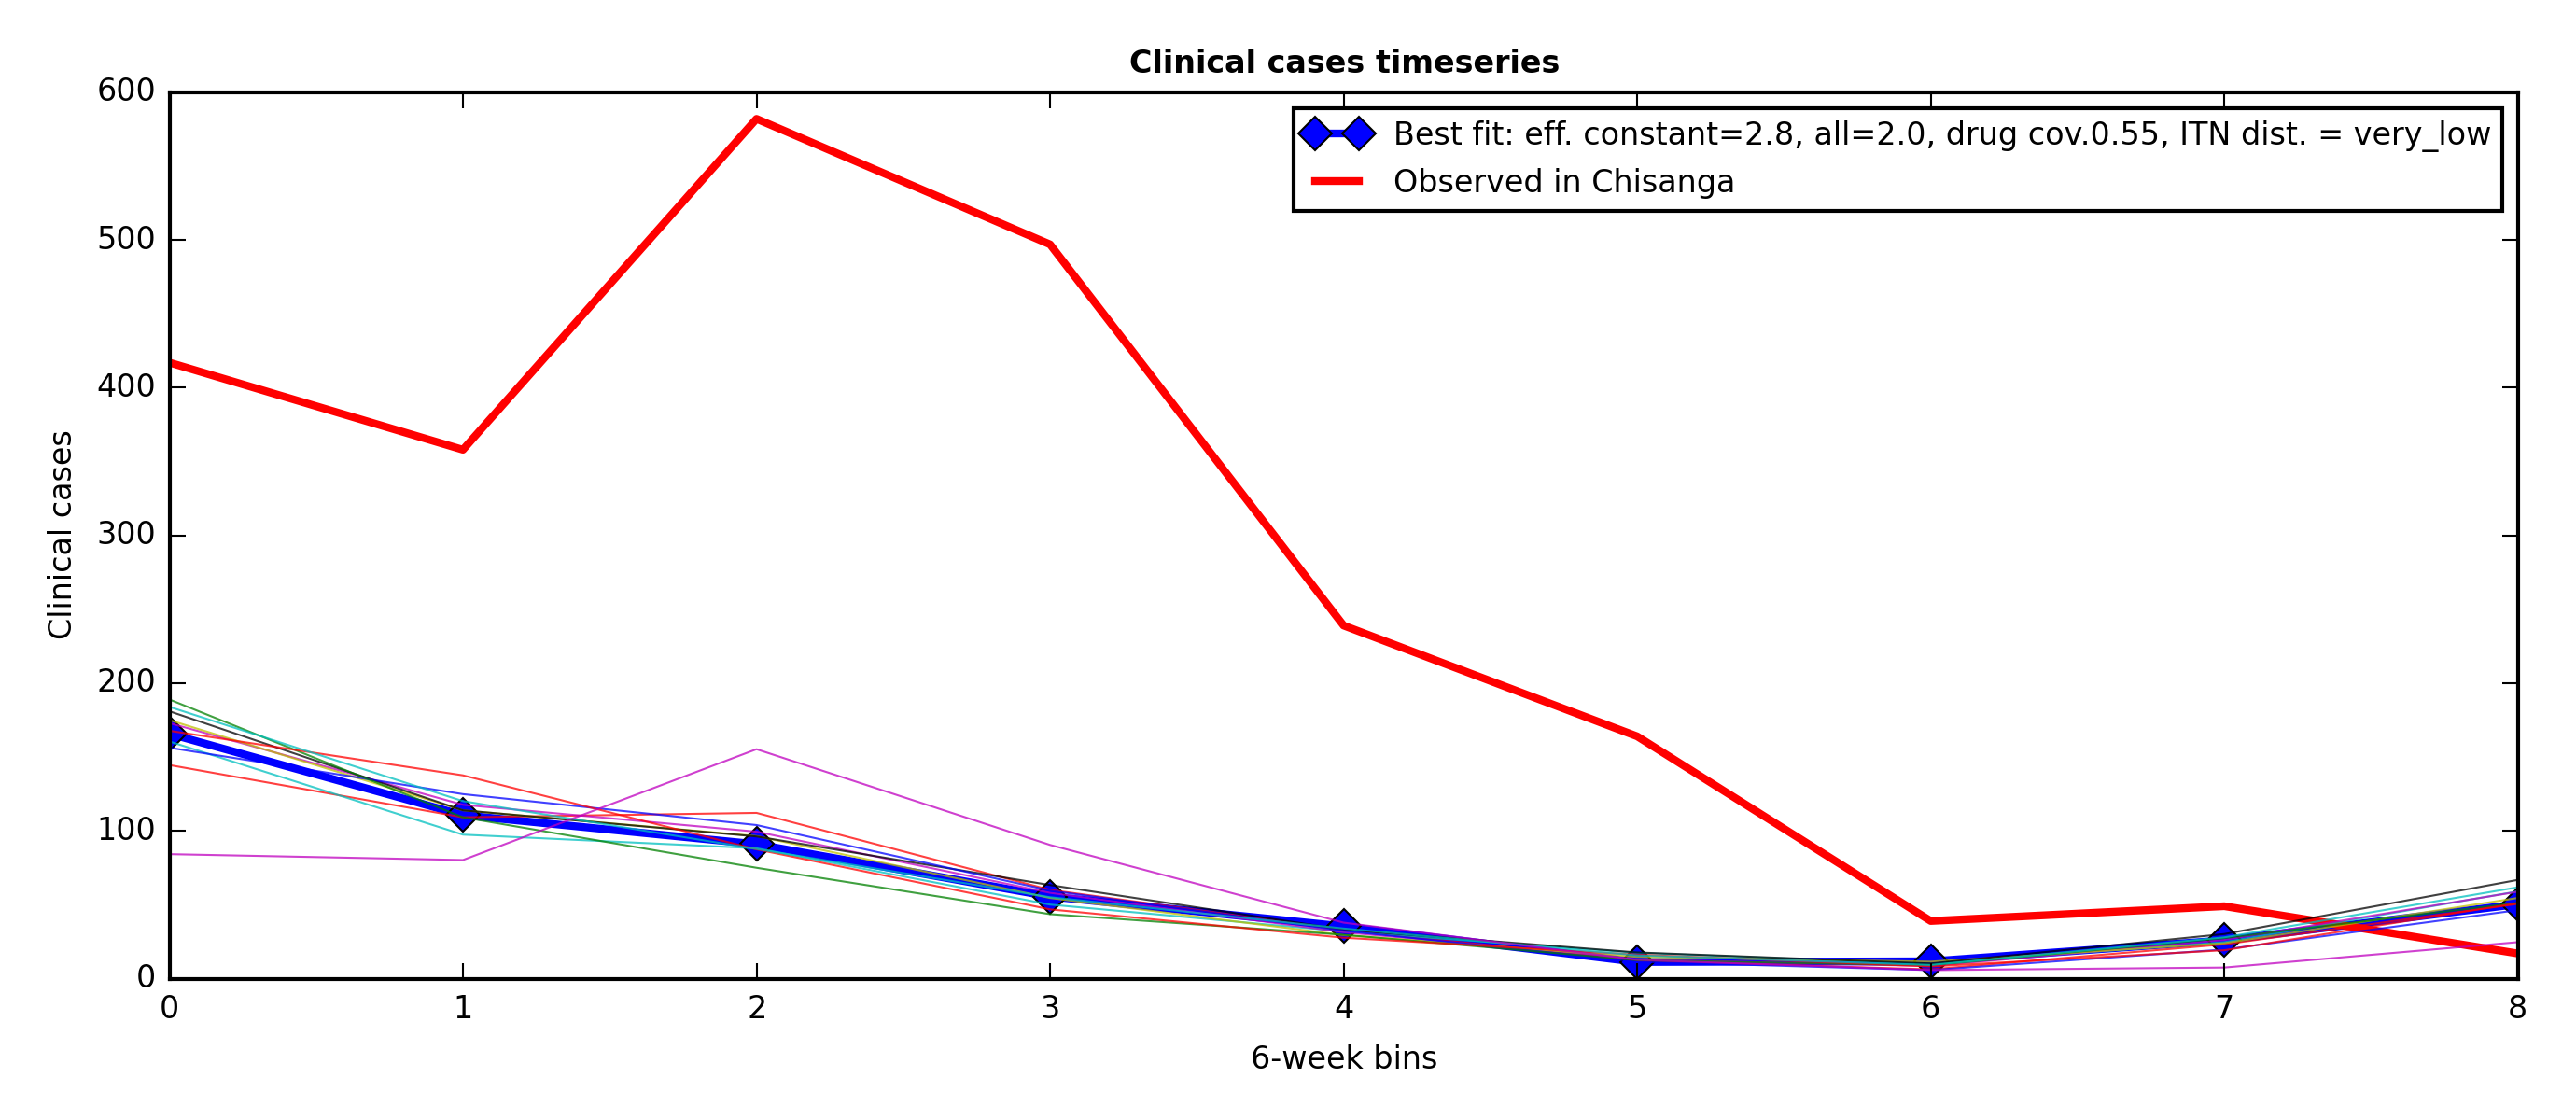 Clinical cases timeseries
600
500
400
300
200
100
0
Clinical cases
Best fit: eff. constant=2.8, all=2.0, drug cov.0.55, ITN dist. = very_low
Observed in Chisanga
0 1 2 3 4 5 6 7 8
6-week bins